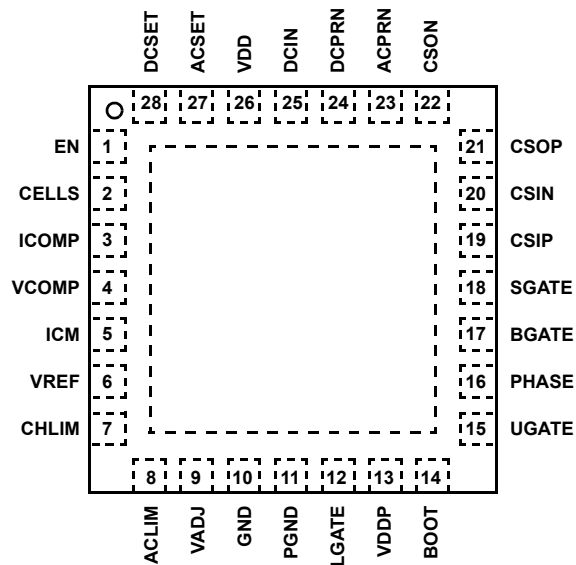 DCSET ACSET VDD DCIN DCPRN ACPRN CSON
28 27 26 25 24 23 22
EN 1 21 CSOP
CELLS 2 20 CSIN
ICOMP 3 19 CSIP
VCOMP 4 18 SGATE
ICM 5 17 BGATE
VREF 6 16 PHASE
CHLIM 7 15 UGATE
8 9 10 11 12 13 14
ACLIM VADJ GND PGND LGATE VDDP BOOT